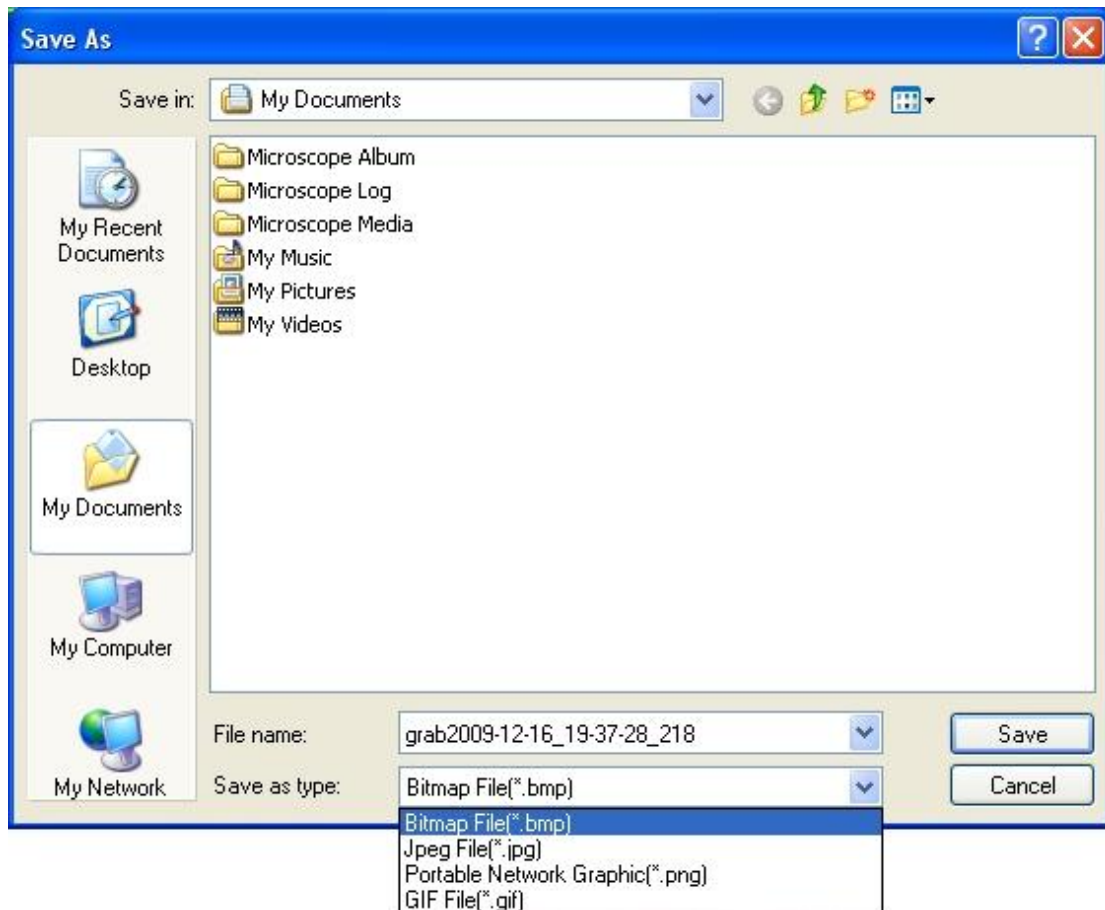 Save As
Save in:
My Documents
My Recent
Documents
Desktop
My Documents
My Computer
My Network
Microscope Album
Microscope Log
Microscope Media
My Music
My Pictures
My Videos
File name:
grab2009-12-16_19-37-28_218
Save
Save as type:
Bitmap File(*.bmp)
Cancel
Bitmap File(*.bmp)
Jpeg File(*.jpg)
Portable Network Graphic(*.png)
GIF File(*.gif)